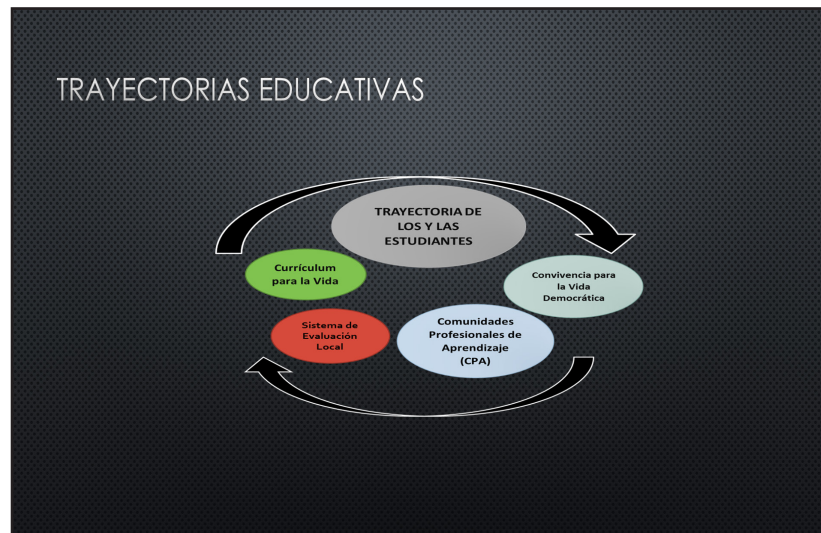 TRAYECTORIAS EDUCATIVAS
TRAYECTORIA DE
LOS Y LAS
ESTUDIANTES
Currículum
para la Vida
Convivencia para
la Vida
Democrática
Sistema de
Evaluación
Local
Comunidades
Profesionales de
Aprendizaje
(CPA)